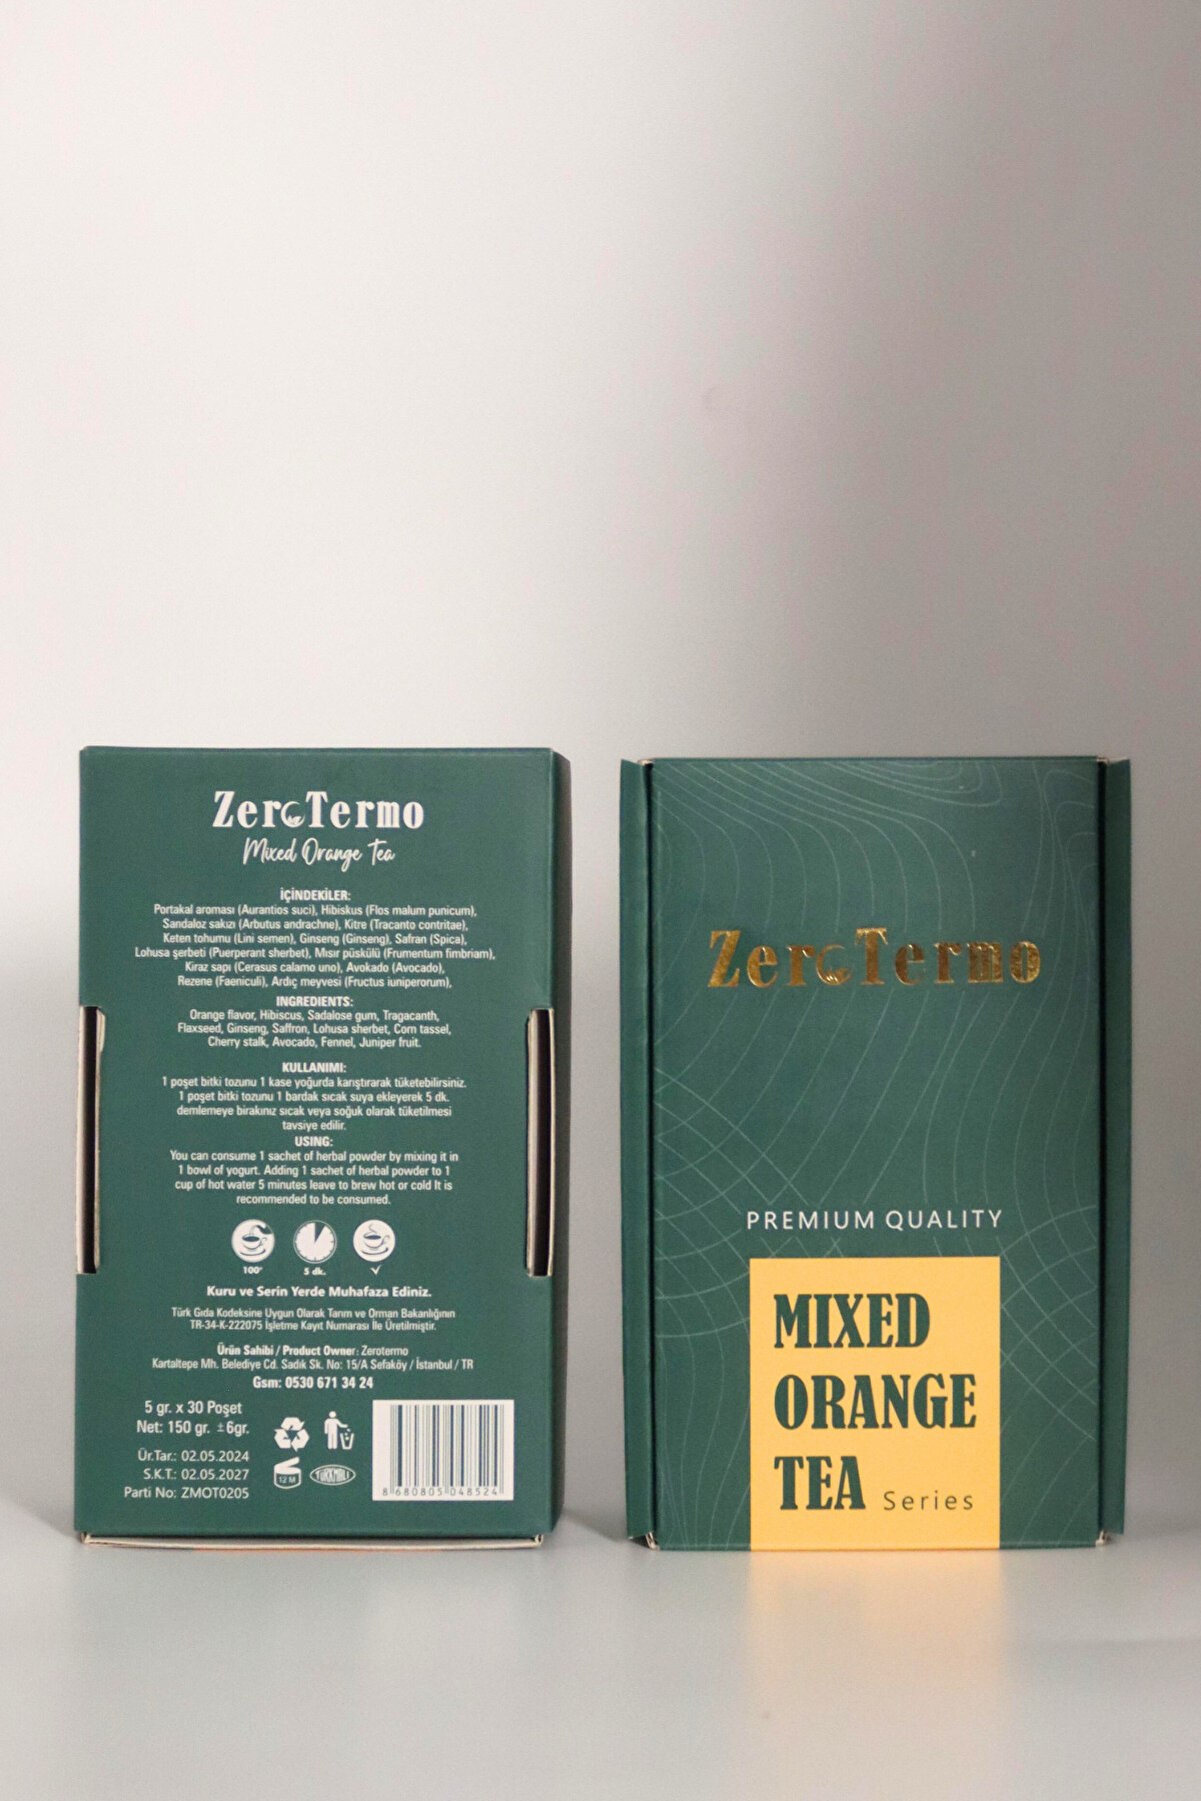 ZeroTermo
Mixed Orange Tea
İÇİNDEKİLER:
Portakal aroması (Aurantios suci), Hibiskus (Flos malum punicum),
Sandaloz sakızı (Arbutus andrachne), Kitre (Tracanto contritae),
Keten tohumu (Lini semen), Ginseng (Ginseng), Safran (Spica),
Lohusa şerbeti (Puerperant sherbet), Mısır püskülü (Frumentum fimbriam),
Kiraz sapı (Cerasus calamo uno), Avokado (Avocado),
Rezene (Faeniculi), Ardıç meyvesi (Fructus iuniperorum),
INGREDIENTS:
Orange flavor, Hibiscus, Sadalose gum, Tragacanth,
Flaxseed, Ginseng, Saffron, Lohusa sherbet, Corn tassel,
Cherry stalk, Avocado, Fennel, Juniper fruit.
KULLANIMI:
1 poşet bitki tozunu 1 kase yoğurda karıştırarak tüketebilirsiniz.
1 poşet bitki tozunu 1 bardak sıcak suya ekleyerek 5 dk.
demlemeye bırakınız sıcak veya soğuk olarak tüketilmesi
tavsiye edilir.
USING:
You can consume 1 sachet of herbal powder by mixing it in
1 bowl of yogurt. Adding 1 sachet of herbal powder to 1
cup of hot water 5 minutes leave to brew hot or cold It is
recommended to be consumed.
100° 5 dk.
Kuru ve Serin Yerde Muhafaza Ediniz.
Türk Gıda Kodeksine Uygun Olarak Tarım ve Orman Bakanlığının
TR-34-K-222075 İşletme Kayıt Numarası İle Üretilmiştir.
Ürün Sahibi / Product Owner: Zerotermo
Kartaltepe Mh. Belediye Cd. Sadık Sk. No: 15/A Sefaköy / İstanbul / TR
Gsm: 0530 671 34 24
5 gr. x 30 Poşet
Net: 150 gr. ±6gr.
Ür.Tar.: 02.05.2024
S.K.T.: 02.05.2027
Parti No: ZMOT0205
12 M
TÜRKMALI
8 680805 048524
ZeroTermo
PREMIUM QUALITY
MIXED
ORANGE
TEA Series